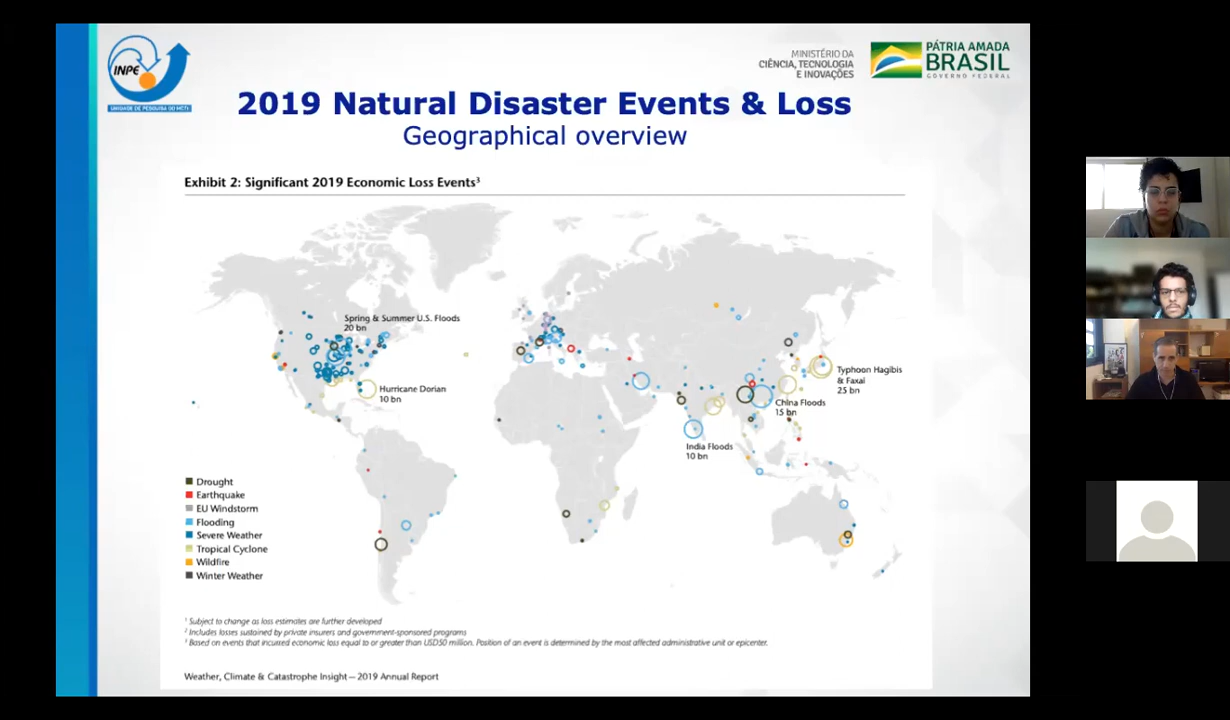 INPE
UNIDADE DE PESQUISA DO MCTI
MINISTÉRIO DA
CIÊNCIA, TECNOLOGIA
E INOVAÇÕES
PÁTRIA AMADA
BRASIL
GOVERNO FEDERAL
2019 Natural Disaster Events & Loss
Geographical overview
Exhibit 2: Significant 2019 Economic Loss Events³
Spring & Summer U.S. Floods
20 bn
Hurricane Dorian
10 bn
Typhoon Hagibis
& Faxai
25 bn
China Floods
15 bn
India Floods
10 bn
Drought
Earthquake
EU Windstorm
Flooding
Severe Weather
Tropical Cyclone
Wildfire
Winter Weather
¹ Subject to change as loss estimates are further developed
² Includes losses sustained by private insurers and government-sponsored programs
³ Based on events that incurred economic loss equal to or greater than USD50 million. Position of an event is determined by the most affected administrative unit or epicenter.
Weather, Climate & Catastrophe Insight — 2019 Annual Report